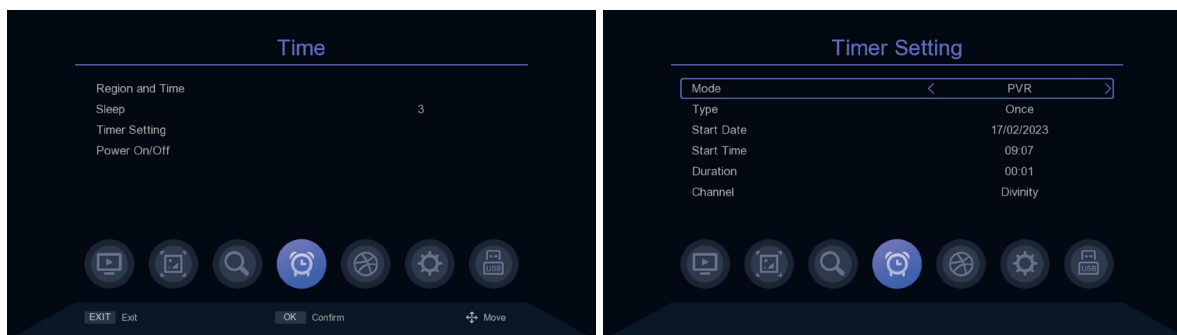 Time
Region and Time
Sleep 3
Timer Setting
Power On/Off
USB
EXIT Exit OK Confirm Move
Timer Setting
Mode < PVR >
Type Once
Start Date 17/02/2023
Start Time 09:07
Duration 00:01
Channel Divinity
USB